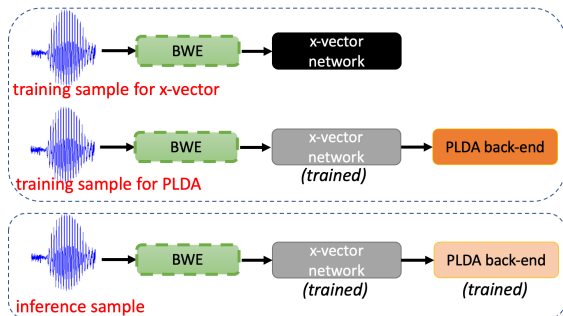 BWE
x-vector
network
training sample for x-vector
BWE
x-vector
network
PLDA back-end
training sample for PLDA
(trained)
BWE
x-vector
network
PLDA back-end
inference sample
(trained)
(trained)